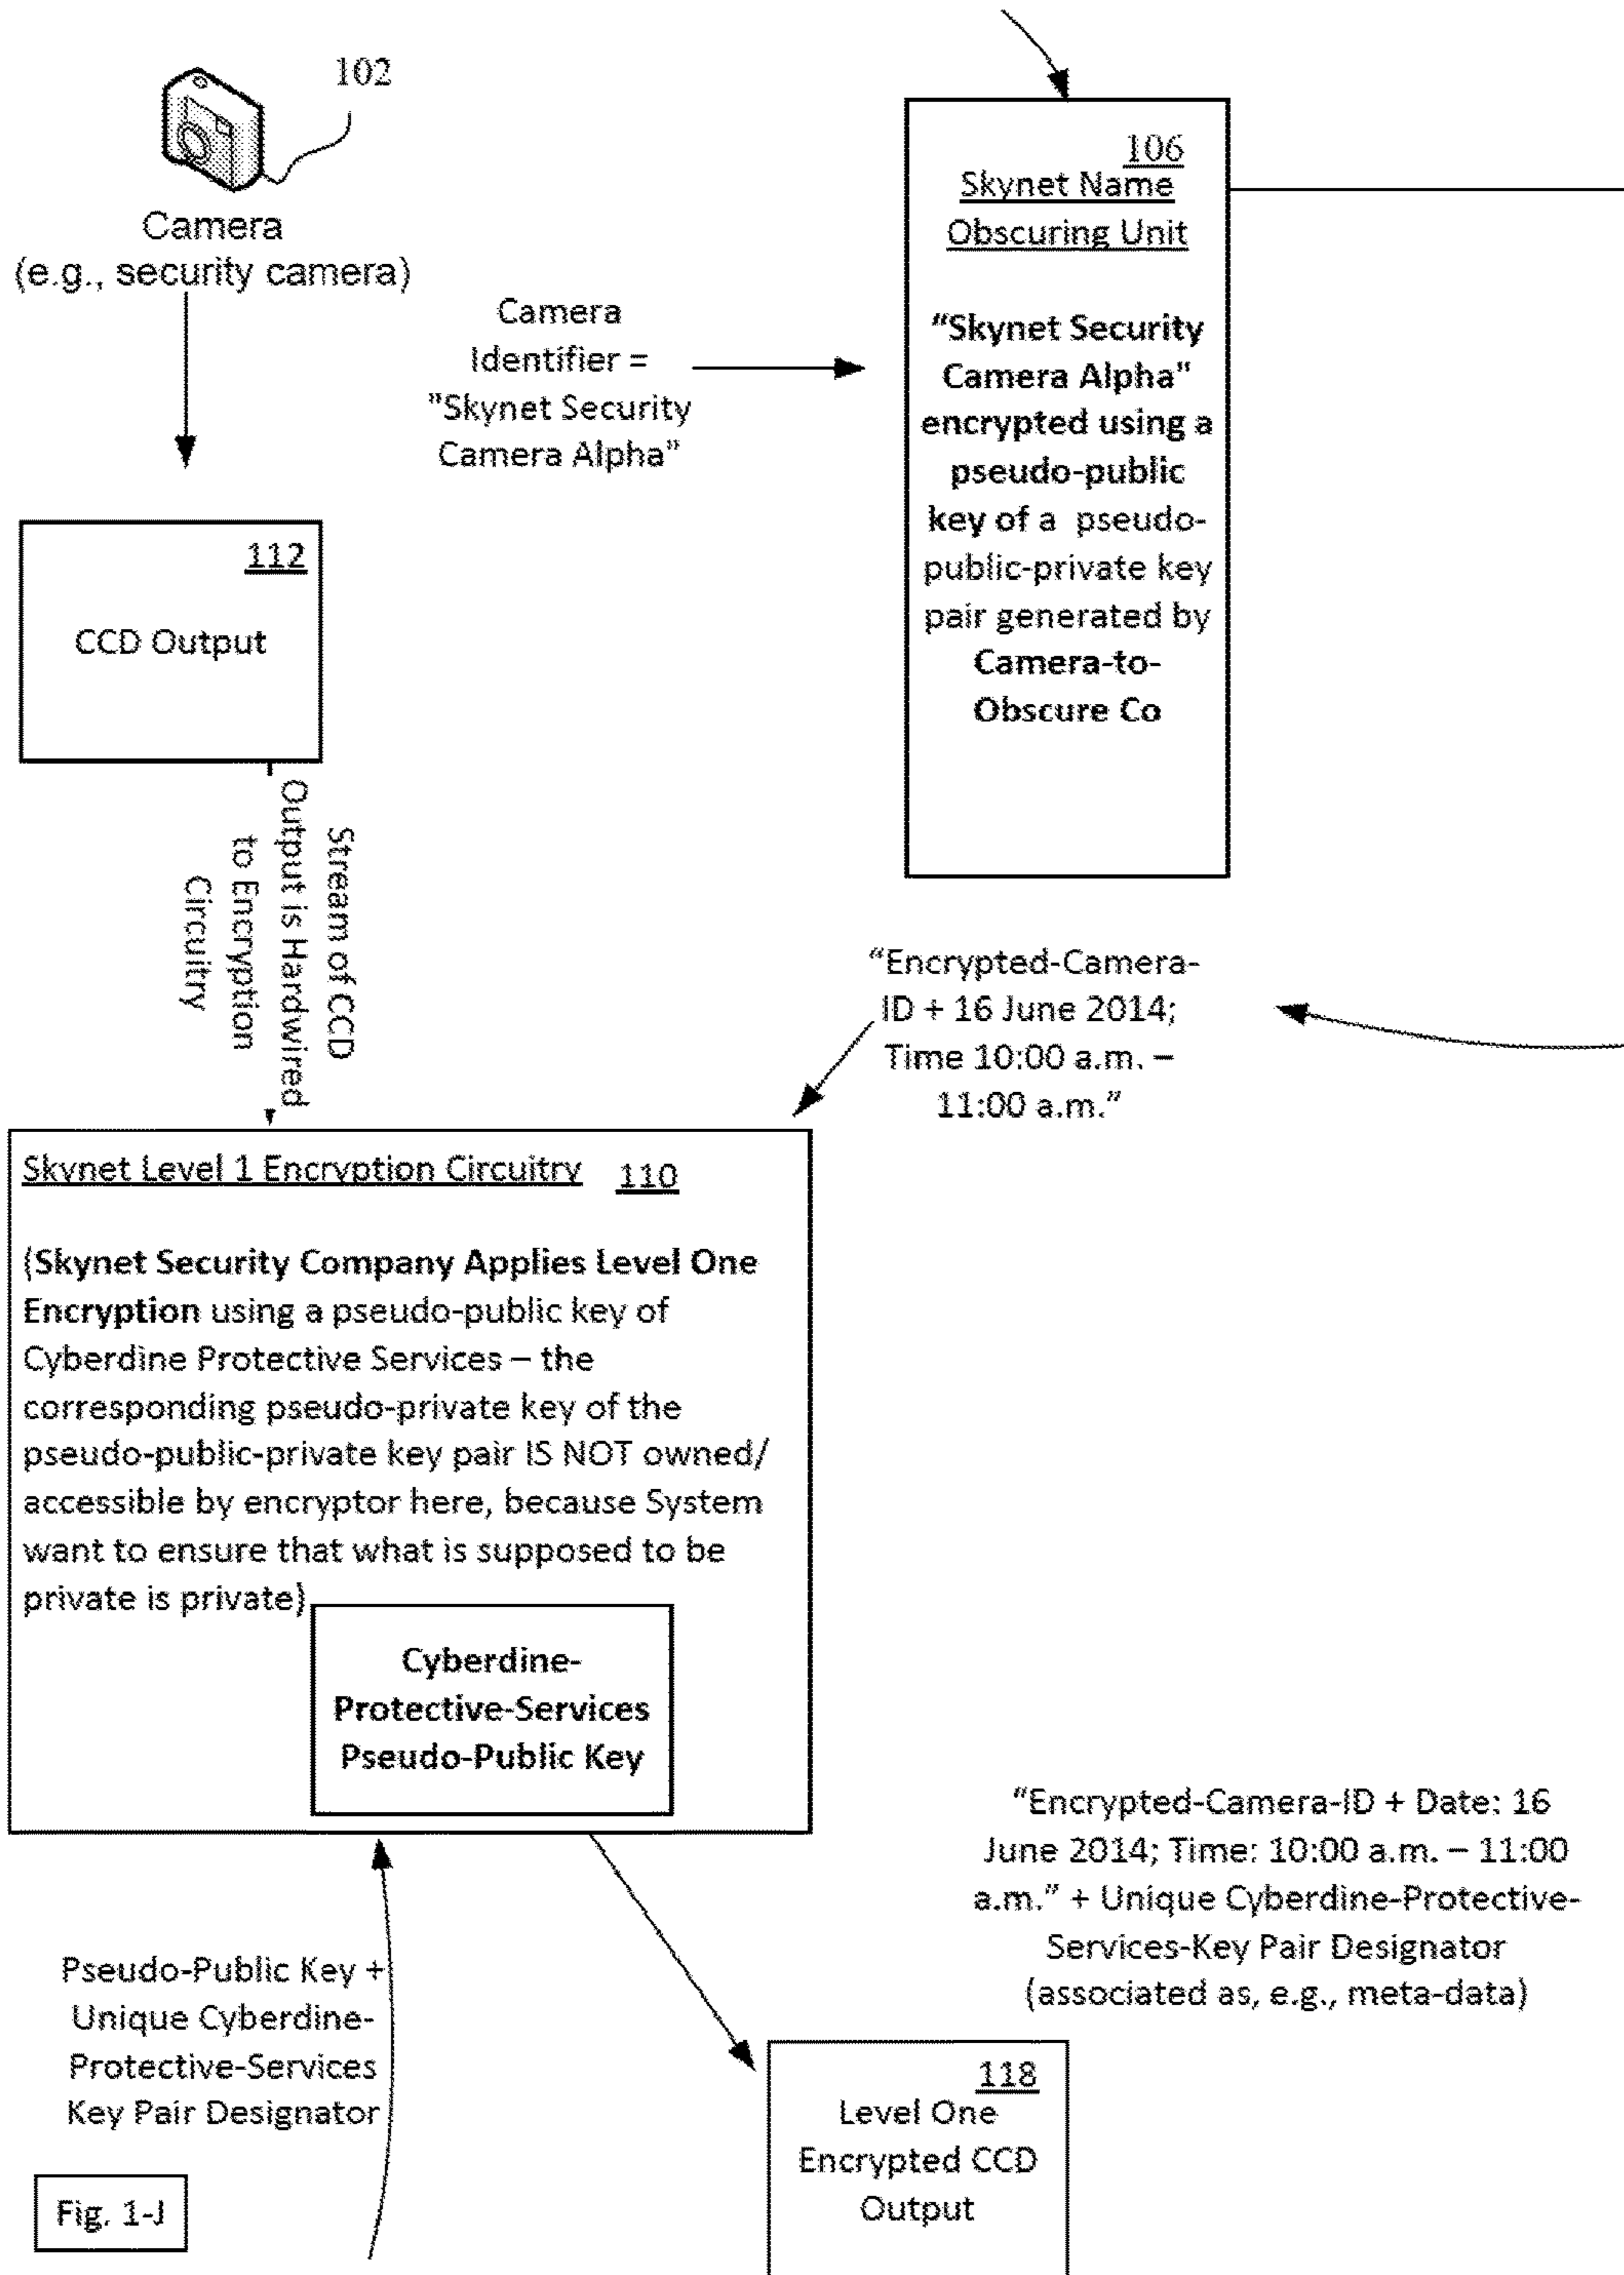 102
Camera
(e.g., security camera)
Camera
Identifier =
"Skynet Security
Camera Alpha"
106
Skynet Name
Obscuring Unit
“Skynet Security
Camera Alpha"
encrypted using a
pseudo-public
key of a pseudo-
public-private key
pair generated by
Camera-to-
Obscure Co
112
CCD Output
Stream of CCD
Output is Hardwired
to Encryption
Circuitry
“Encrypted-Camera-
ID + 16 June 2014;
Time 10:00 a.m. –
11:00 a.m.”
Skynet Level 1 Encryption Circuitry 110
(Skynet Security Company Applies Level One
Encryption using a pseudo-public key of
Cyberdine Protective Services – the
corresponding pseudo-private key of the
pseudo-public-private key pair IS NOT owned/
accessible by encryptor here, because System
want to ensure that what is supposed to be
private is private)
Cyberdine-
Protective-Services
Pseudo-Public Key
“Encrypted-Camera-ID + Date: 16
June 2014; Time: 10:00 a.m. – 11:00
a.m.” + Unique Cyberdine-Protective-
Services-Key Pair Designator
(associated as, e.g., meta-data)
Pseudo-Public Key +
Unique Cyberdine-
Protective-Services
Key Pair Designator
118
Level One
Encrypted CCD
Output
Fig. 1-J